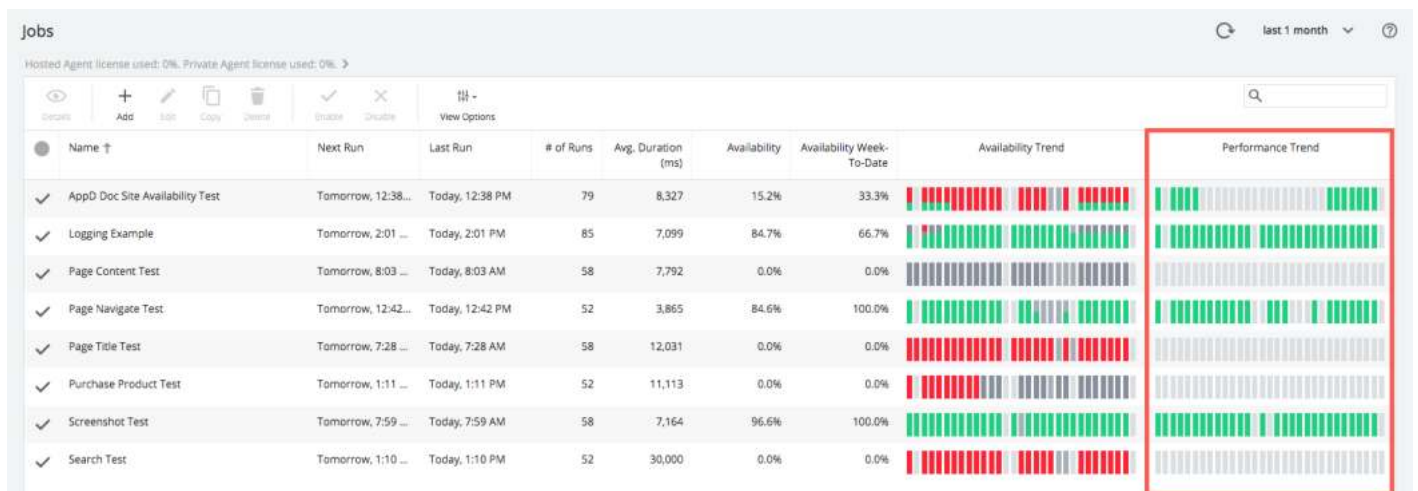 Jobs
last 1 month
Hosted Agent license used: 0%. Private Agent license used: 0%.
Details Add Edit Copy Delete Enable Disable View Options
Name Next Run Last Run # of Runs Avg. Duration (ms) Availability Availability Week-To-Date Availability Trend Performance Trend
AppD Doc Site Availability Test Tomorrow, 12:38... Today, 12:38 PM 79 8,327 15.2% 33.3%
Logging Example Tomorrow, 2:01 ... Today, 2:01 PM 85 7,099 84.7% 66.7%
Page Content Test Tomorrow, 8:03 ... Today, 8:03 AM 58 7,792 0.0% 0.0%
Page Navigate Test Tomorrow, 12:42... Today, 12:42 PM 52 3,865 84.6% 100.0%
Page Title Test Tomorrow, 7:28 ... Today, 7:28 AM 58 12,031 0.0% 0.0%
Purchase Product Test Tomorrow, 1:11 ... Today, 1:11 PM 52 11,113 0.0% 0.0%
Screenshot Test Tomorrow, 7:59 ... Today, 7:59 AM 58 7,164 96.6% 100.0%
Search Test Tomorrow, 1:10 ... Today, 1:10 PM 52 30,000 0.0% 0.0%